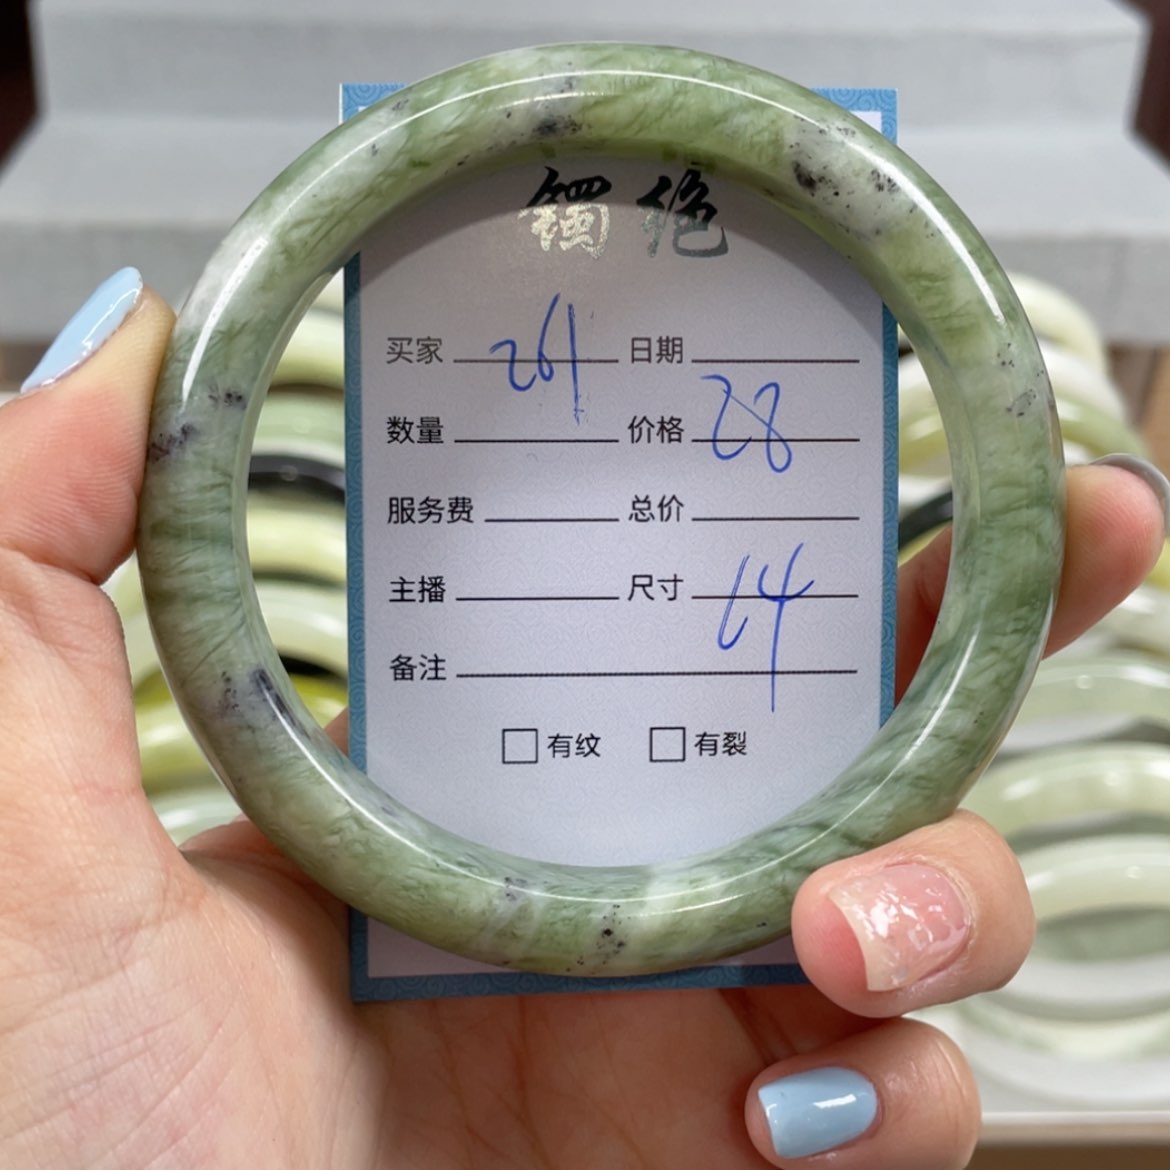 镯绝
买家 261 日期
数量 价格 28
服务费 总价
主播 尺寸 64
备注
□有纹 □有裂